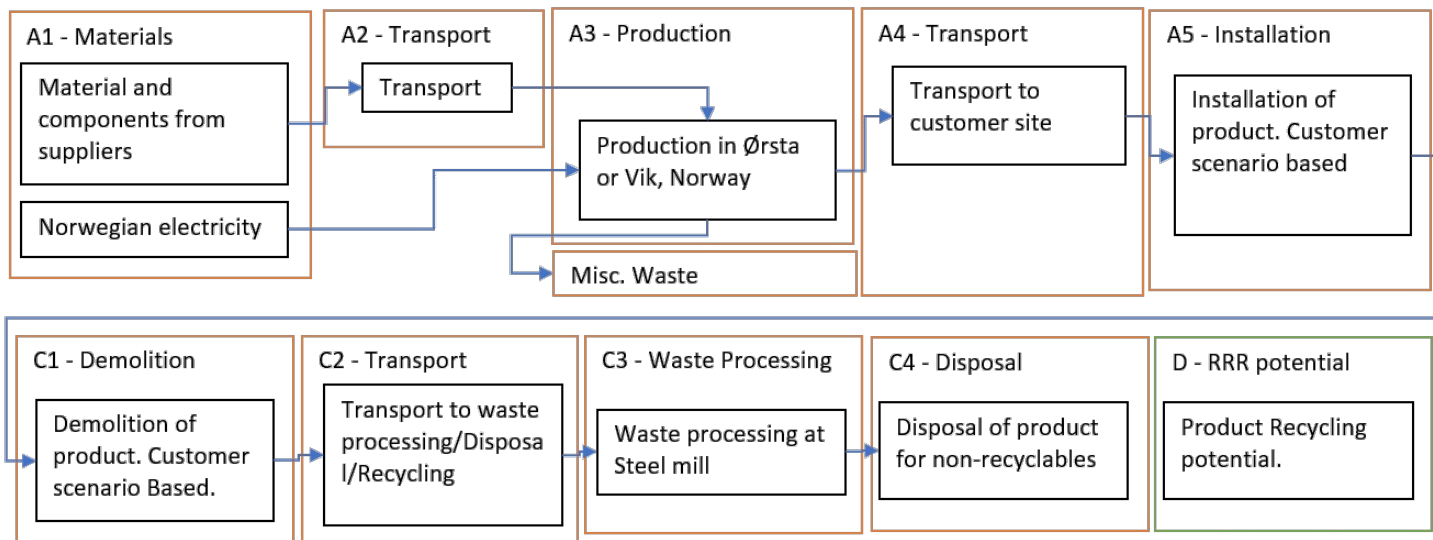 A1 - Materials
Material and
components from
suppliers
Norwegian electricity
A2 - Transport
Transport
A3 - Production
Production in Ørsta
or Vik, Norway
Misc. Waste
A4 - Transport
Transport to
customer site
A5 - Installation
Installation of
product. Customer
scenario based
C1 - Demolition
Demolition of
product. Customer
scenario Based.
C2 - Transport
Transport to waste
processing/Disposa
l/Recycling
C3 - Waste Processing
Waste processing at
Steel mill
C4 - Disposal
Disposal of product
for non-recyclables
D - RRR potential
Product Recycling
potential.